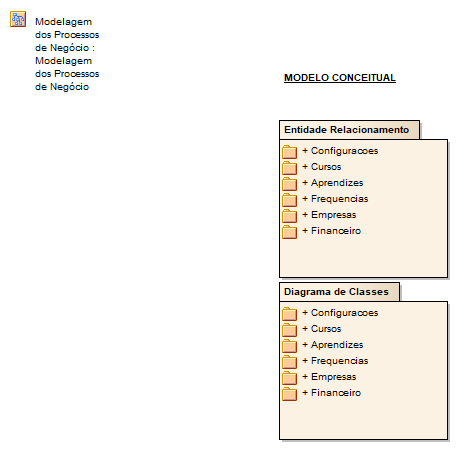 Modelagem
dos Processos
de Negócio :
Modelagem
dos Processos
de Negócio
MODELO CONCEITUAL
Entidade Relacionamento
+ Configuracoes
+ Cursos
+ Aprendizes
+ Frequencias
+ Empresas
+ Financeiro
Diagrama de Classes
+ Configuracoes
+ Cursos
+ Aprendizes
+ Frequencias
+ Empresas
+ Financeiro